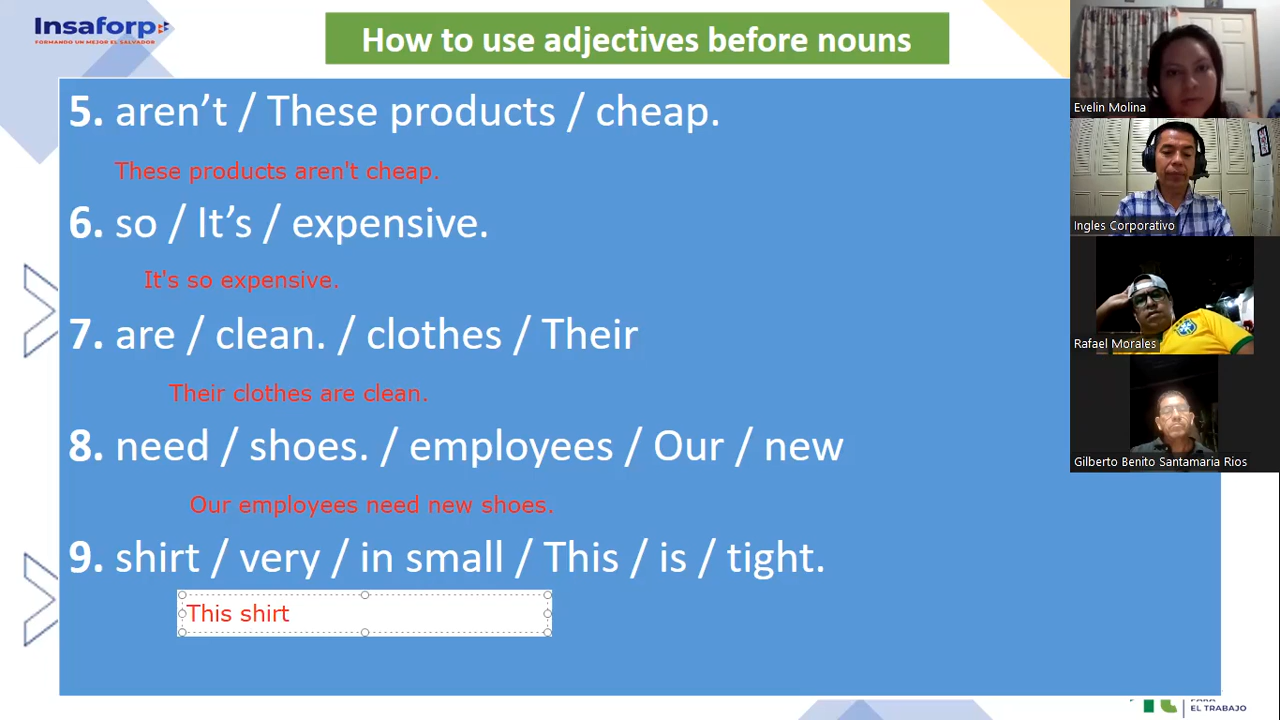 Insaforp
FORMANDO UN MEJOR EL SALVADOR
How to use adjectives before nouns
5. aren’t / These products / cheap.
These products aren't cheap.
6. so / It’s / expensive.
It's so expensive.
7. are / clean. / clothes / Their
Their clothes are clean.
8. need / shoes. / employees / Our / new
Our employees need new shoes.
9. shirt / very / in small / This / is / tight.
This shirt
Evelin Molina
Ingles Corporativo
Rafael Morales
Gilberto Benito Santamaria Rios
EL TRABAJO